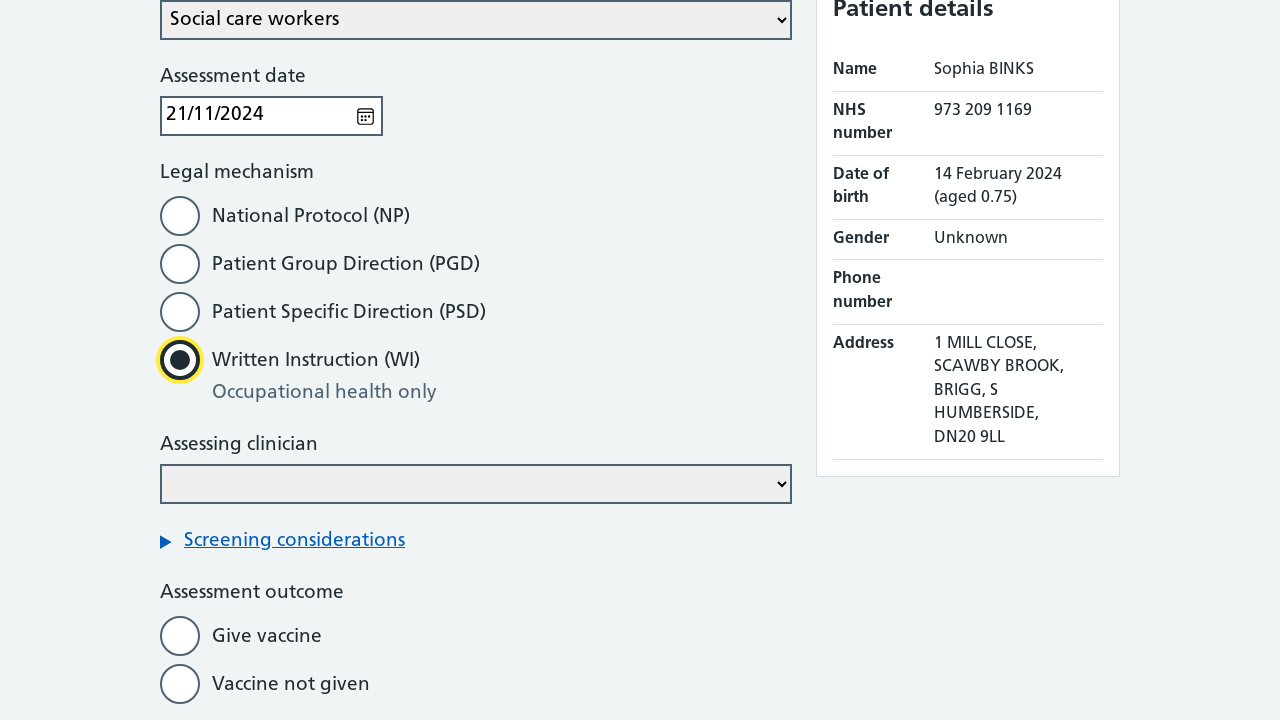 Social care workers
Assessment date
21/11/2024
Legal mechanism
National Protocol (NP)
Patient Group Direction (PGD)
Patient Specific Direction (PSD)
Written Instruction (WI)
Occupational health only
Assessing clinician
Screening considerations
Assessment outcome
Give vaccine
Vaccine not given
Patient details
Name Sophia BINKS
NHS number 973 209 1169
Date of birth 14 February 2024 (aged 0.75)
Gender Unknown
Phone number
Address 1 MILL CLOSE,
SCAWBY BROOK,
BRIGG, S
HUMBERSIDE,
DN20 9LL